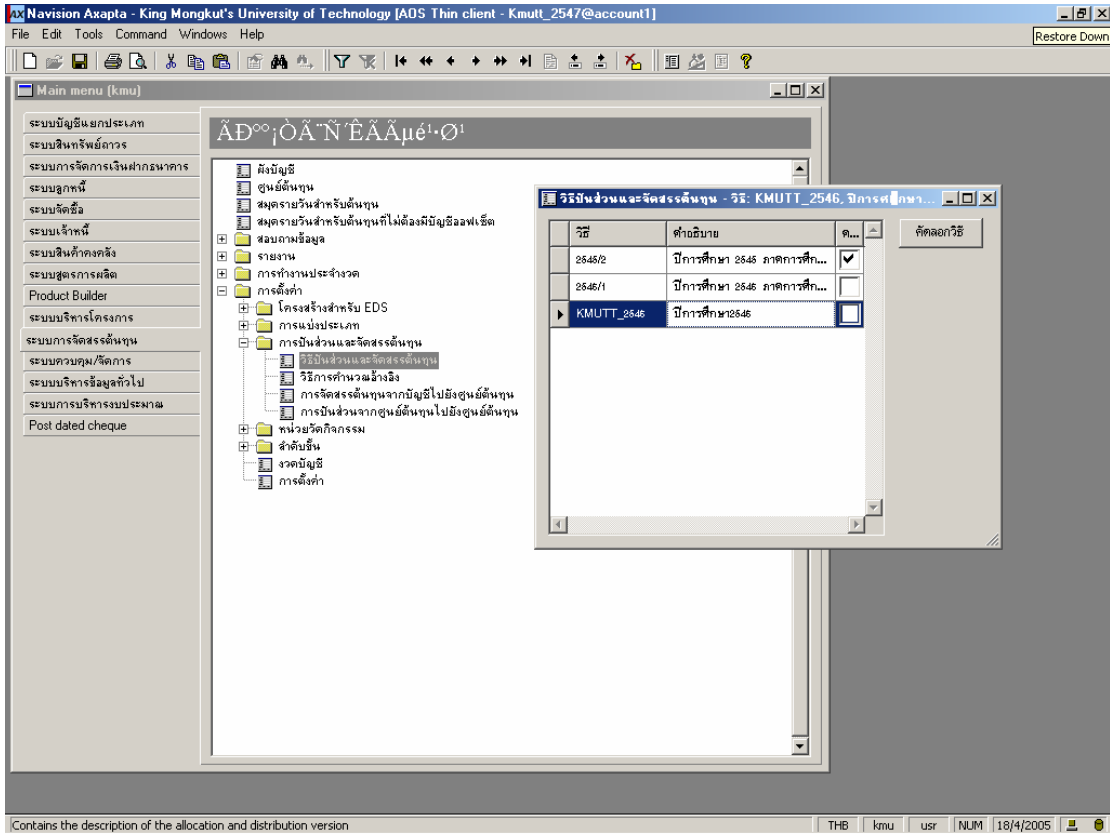 Navision Axapta - King Mongkut's University of Technology [AOS Thin client - Kmutt_2547@account1]
File Edit Tools Command Windows Help
Restore Down
Main menu (kmu)
ระบบบัญชีแยกประเภท
ระบบสินทรัพย์ถาวร
ระบบการจัดการเงินฝากธนาคาร
ระบบลูกหนี้
ระบบจัดซื้อ
ระบบเจ้าหนี้
ระบบสินค้าคงคลัง
ระบบสูตรการผลิต
Product Builder
ระบบบริหารโครงการ
ระบบการจัดสรรต้นทุน
ระบบควบคุม/จัดการ
ระบบบริหารข้อมูลทั่วไป
ระบบการบริหารงบประมาณ
Post dated cheque
ÃÐºº¡ÒÃ¨Ñ´ÊÃÃµé¹·Ø¹
ผังบัญชี
ศูนย์ต้นทุน
สมุดรายวันสำหรับต้นทุน
สมุดรายวันสำหรับต้นทุนที่ไม่ต้องมีบัญชีออฟเซ็ต
สอบถามข้อมูล
รายงาน
การทำงานประจำงวด
การตั้งค่า
โครงสร้างสำหรับ EDS
การแบ่งประเภท
การปันส่วนและจัดสรรต้นทุน
วิธีปันส่วนและจัดสรรต้นทุน
วิธีการคำนวณอ้างอิง
การจัดสรรต้นทุนจากบัญชีไปยังศูนย์ต้นทุน
การปันส่วนจากศูนย์ต้นทุนไปยังศูนย์ต้นทุน
หน่วยวัดกิจกรรม
ลำดับชั้น
งวดบัญชี
การตั้งค่า
วิธีปันส่วนและจัดสรรต้นทุน - วิธี: KMUTT_2546, ปีการศึกษา...
วิธี คำอธิบาย ค... คัดลอกวิธี
2545/2 ปีการศึกษา 2545 ภาคการศึก...
2546/1 ปีการศึกษา 2546 ภาคการศึก...
KMUTT_2546 ปีการศึกษา2546
Contains the description of the allocation and distribution version THB kmu usr NUM 18/4/2005